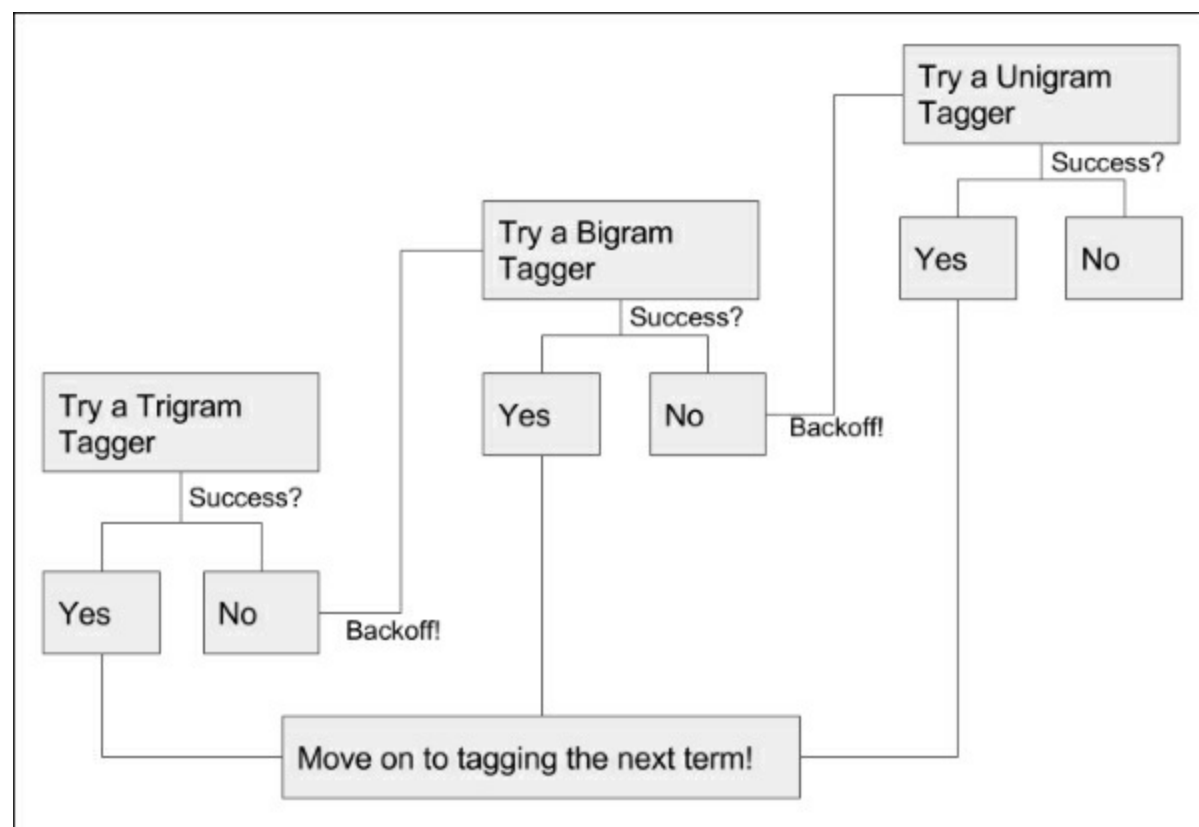 Try a Unigram
Tagger
Success?
Yes
No
Try a Bigram
Tagger
Success?
Yes
No
Backoff!
Try a Trigram
Tagger
Success?
Yes
No
Backoff!
Move on to tagging the next term!